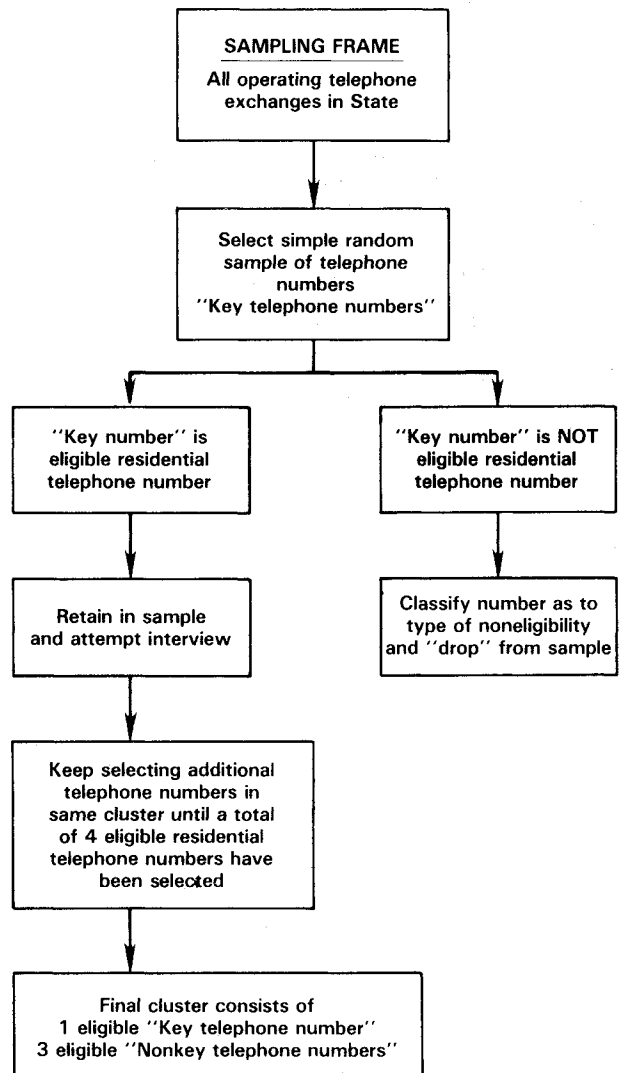 SAMPLING FRAME
All operating telephone
exchanges in State
Select simple random
sample of telephone
numbers
"Key telephone numbers"
"Key number" is
eligible residential
telephone number
"Key number" is NOT
eligible residential
telephone number
Retain in sample
and attempt interview
Classify number as to
type of noneligibility
and "drop" from sample
Keep selecting additional
telephone numbers in
same cluster until a total
of 4 eligible residential
telephone numbers have
been selected
Final cluster consists of
1 eligible "Key telephone number"
3 eligible "Nonkey telephone numbers"